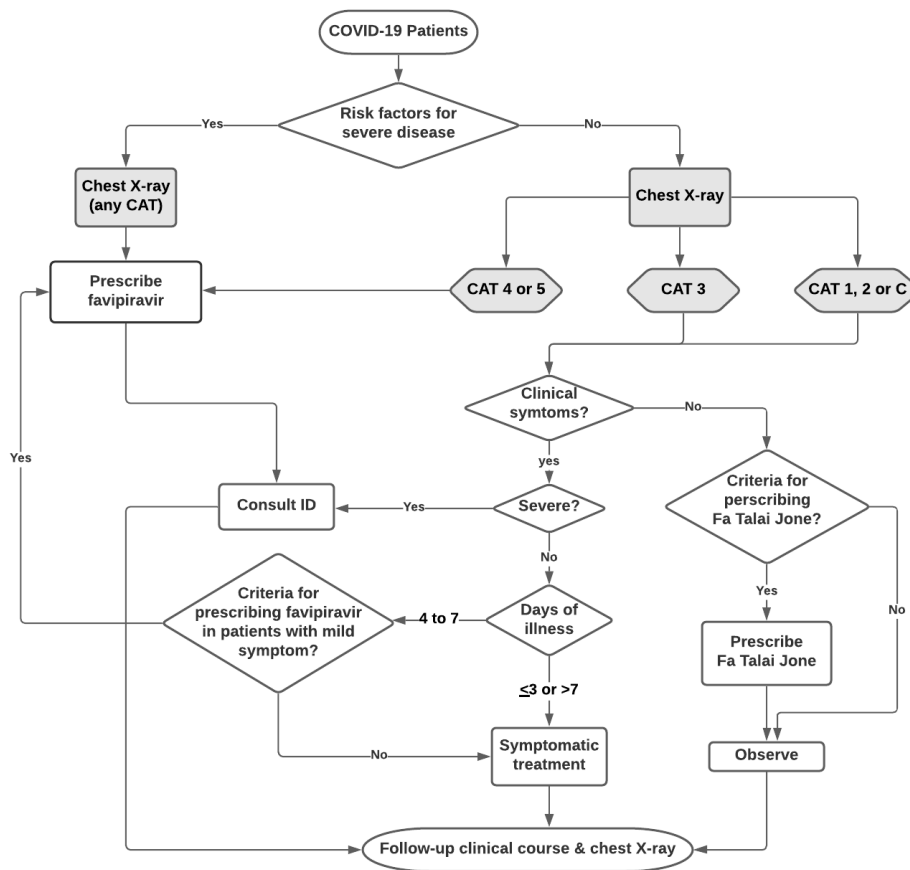 COVID-19 Patients
Risk factors for
severe disease
Yes
No
Chest X-ray
(any CAT)
Chest X-ray
Prescribe
favipiravir
CAT 4 or 5
CAT 3
CAT 1, 2 or C
Clinical
symtoms?
No
Yes
yes
Criteria for
perscribing
Fa Talai Jone?
Consult ID
Yes
Severe?
No
Criteria for
prescribing favipiravir
in patients with mild
symptom?
4 to 7
Days of
illness
Yes
No
Prescribe
Fa Talai Jone
≤3 or >7
No
Symptomatic
treatment
Observe
Follow-up clinical course & chest X-ray